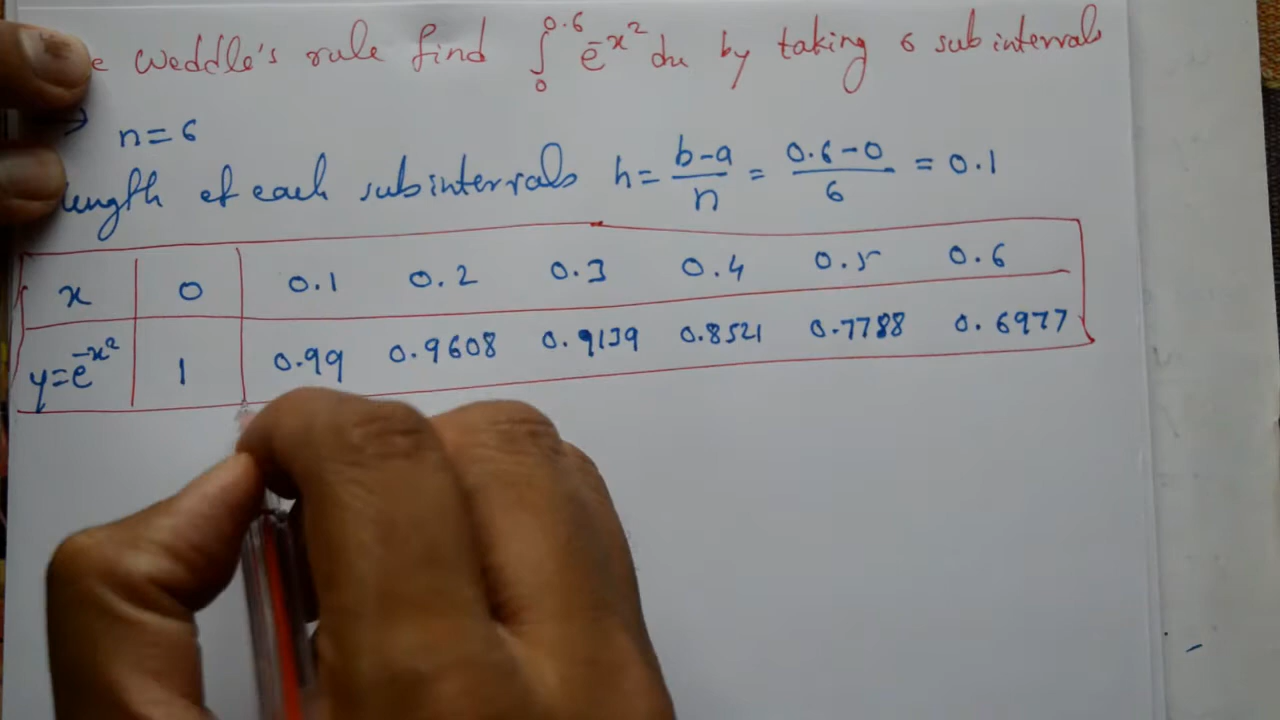 e Weddle's rule find ∫₀^0.6 e^-x² dx by taking 6 sub intervals
n=6
length of each subintervals h = b-a/n = 0.6-0/6 = 0.1
x 0 0.1 0.2 0.3 0.4 0.5 0.6
y=e^-x² 1 0.99 0.9608 0.9139 0.8521 0.7788 0.6977